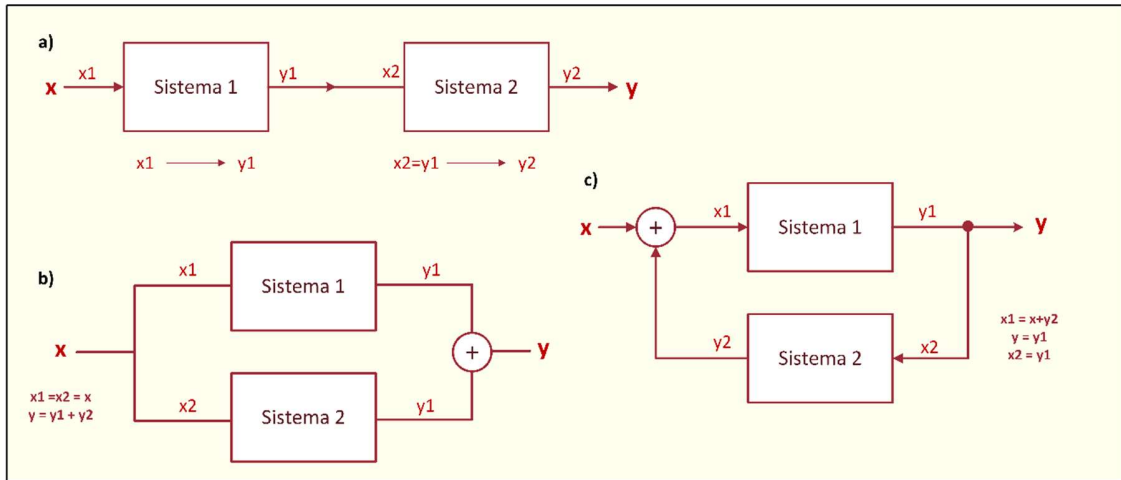 a)
x x1 Sistema 1 y1 x2 Sistema 2 y2 y
x1 y1 x2=y1 y2
b)
x1 Sistema 1 y1
x + y
x2 Sistema 2 y1
x1 =x2 = x
y = y1 + y2
c)
x + x1 Sistema 1 y1 y
y2 Sistema 2 x2
x1 = x+y2
y = y1
x2 = y1